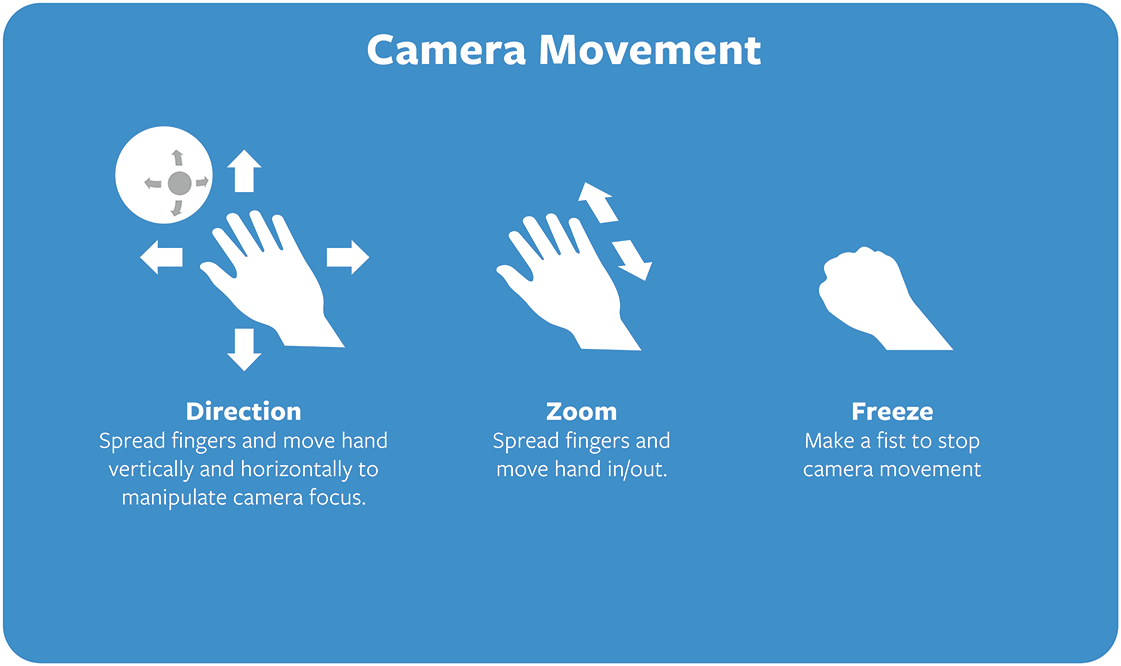 Camera Movement
Direction
Spread fingers and move hand
vertically and horizontally to
manipulate camera focus.
Zoom
Spread fingers and
move hand in/out.
Freeze
Make a fist to stop
camera movement